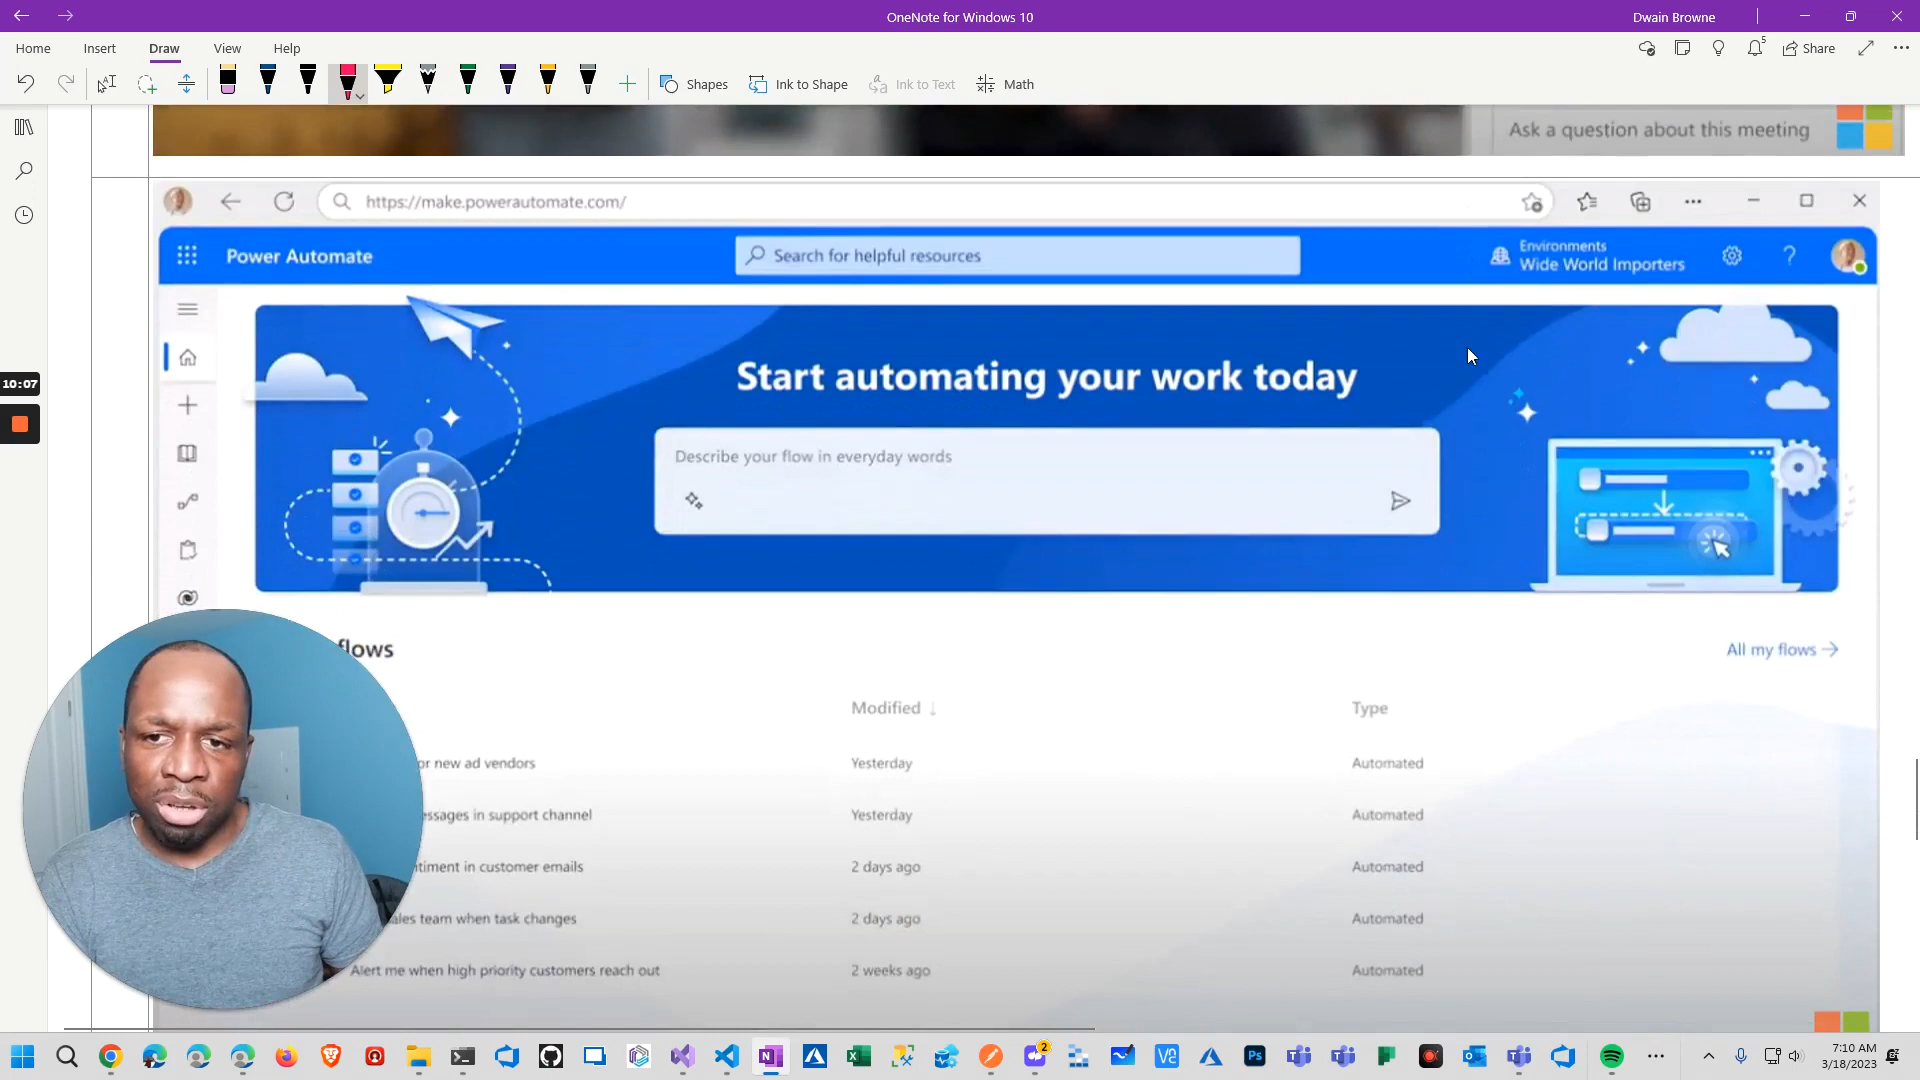 OneNote for Windows 10
Dwain Browne
Home Insert Draw View Help
5
Share
Shapes
Ink to Shape
Ink to Text
Math
Ask a question about this meeting
https://make.powerautomate.com/
Power Automate
Search for helpful resources
Environments
Wide World Importers
10:07
Start automating your work today
Describe your flow in everyday words
flows
All my flows
Modified
Type
or new ad vendors
Yesterday
Automated
essages in support channel
Yesterday
Automated
timent in customer emails
2 days ago
Automated
ales team when task changes
2 days ago
Automated
Alert me when high priority customers reach out
2 weeks ago
Automated
2
Ps
7:10 AM
3/18/2023